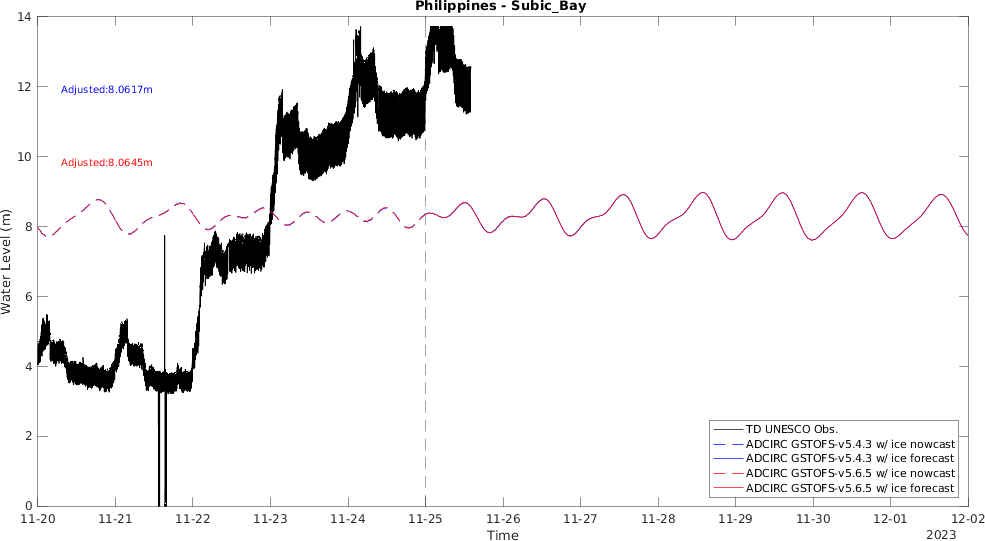 Philippines - Subic_Bay
14
12
10
8
6
4
2
0
Water Level (m)
Adjusted:8.0617m
Adjusted:8.0645m
TD UNESCO Obs.
ADCIRC GSTOFS-v5.4.3 w/ ice nowcast
ADCIRC GSTOFS-v5.4.3 w/ ice forecast
ADCIRC GSTOFS-v5.6.5 w/ ice nowcast
ADCIRC GSTOFS-v5.6.5 w/ ice forecast
11-20 11-21 11-22 11-23 11-24 11-25 11-26 11-27 11-28 11-29 11-30 12-01 12-02
Time
2023